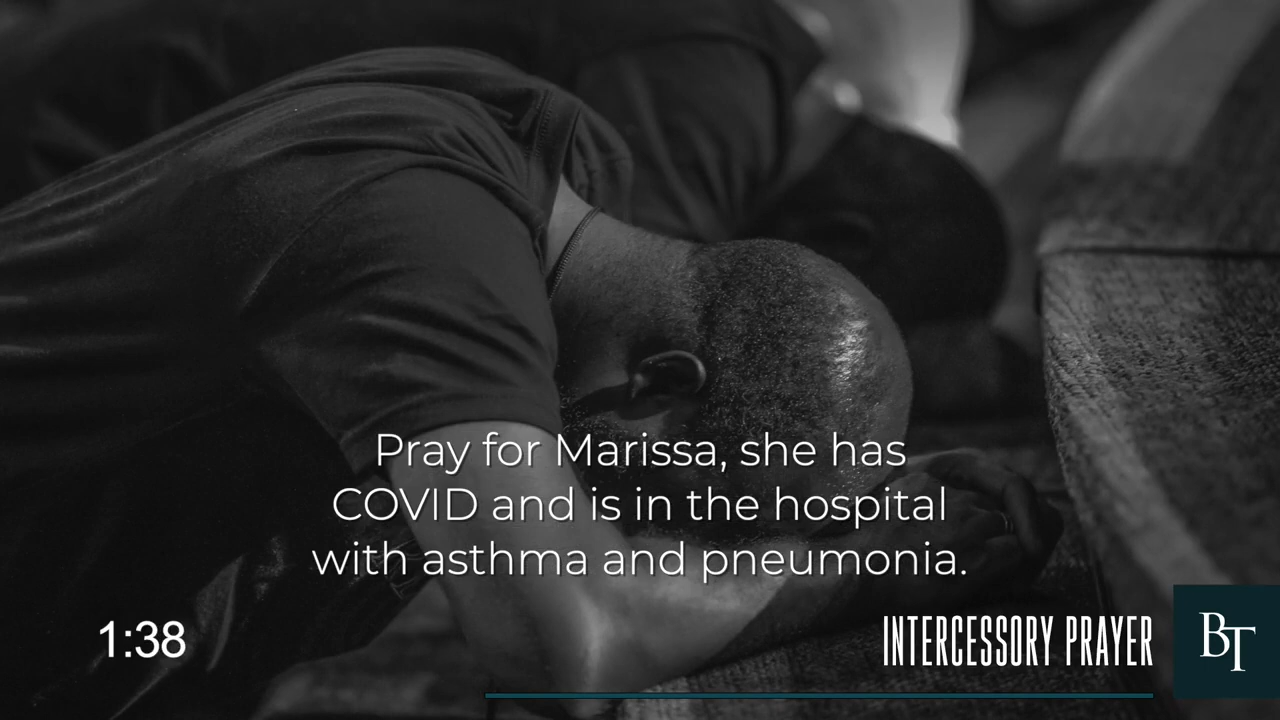 Pray for Marissa, she has
COVID and is in the hospital
with asthma and pneumonia.
1:38
INTERCESSORY PRAYER
BT